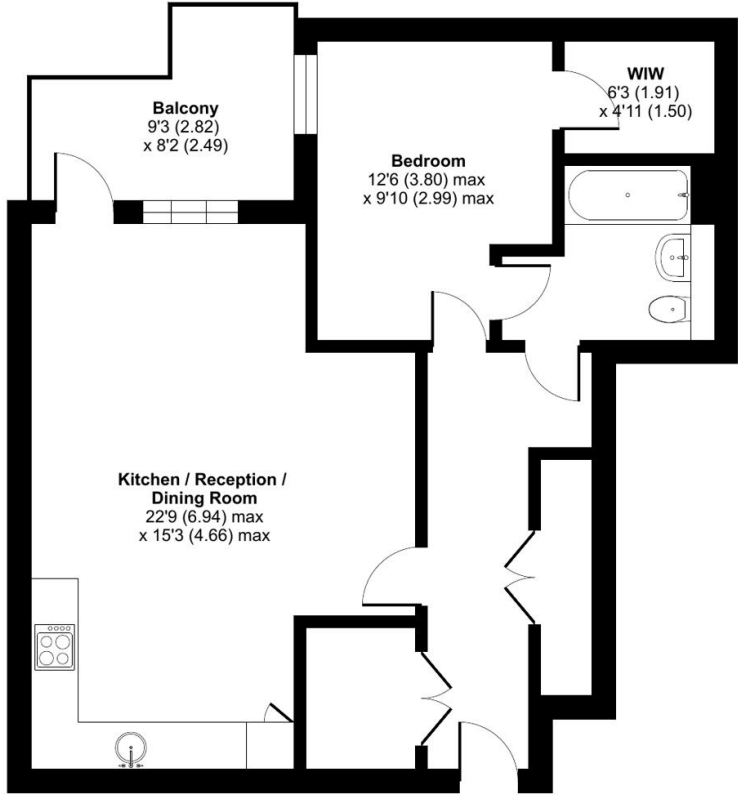 Balcony
9'3 (2.82)
x 8'2 (2.49)
WIW
6'3 (1.91)
x 4'11 (1.50)
Bedroom
12'6 (3.80) max
x 9'10 (2.99) max
Kitchen / Reception /
Dining Room
22'9 (6.94) max
x 15'3 (4.66) max